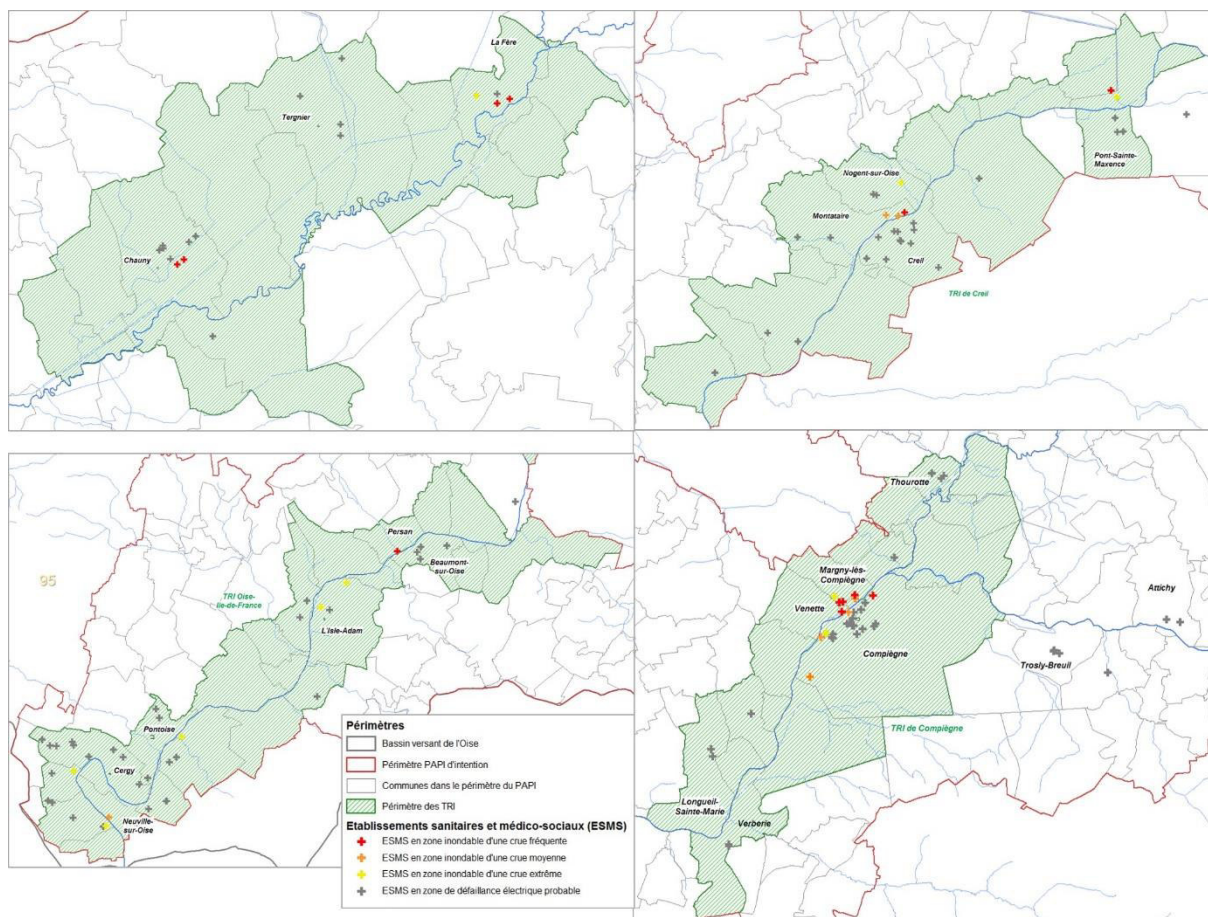 La Fère
Tergnier
Chauny
Pont-Sainte-
Maxence
Nogent-sur-Oise
Montataire
Creil
TRI de Creil
95
Persan
Beaumont-
sur-Oise
TRI Oise-
Ile-de-France
L'Isle-Adam
Pontoise
Cergy
Neuville-
sur-Oise
Thourotte
Margny-lès-
Compiègne
Venette
Attichy
Compiègne
Trosly-Breuil
TRI de Compiègne
Longueil-
Sainte-Marie
Verberie
Périmètres
Bassin versant de l'Oise
Périmètre PAPI d'intention
Communes dans le périmètre du PAPI
Périmètre des TRI
Etablissements sanitaires et médico-sociaux (ESMS)
ESMS en zone inondable d'une crue fréquente
ESMS en zone inondable d'une crue moyenne
ESMS en zone inondable d'une crue extrême
ESMS en zone de défaillance électrique probable